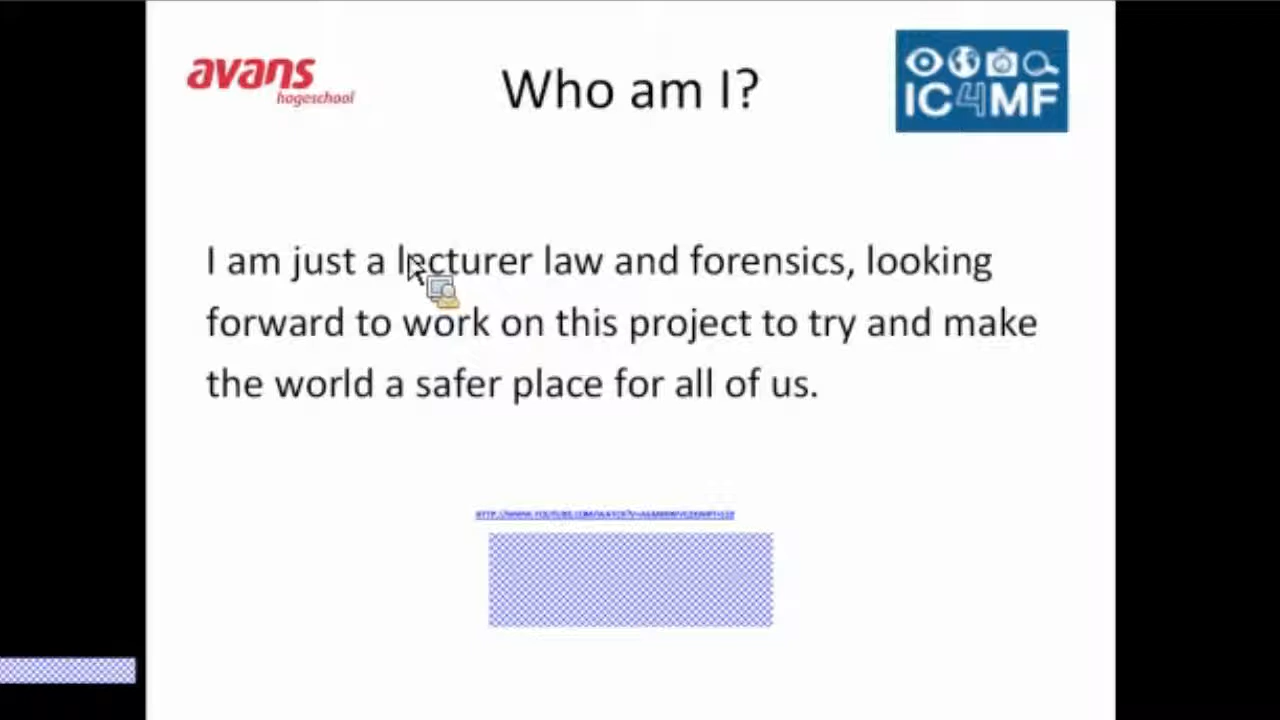 avans
hogeschool
Who am I?
IC4MF
I am just a lecturer law and forensics, looking
forward to work on this project to try and make
the world a safer place for all of us.